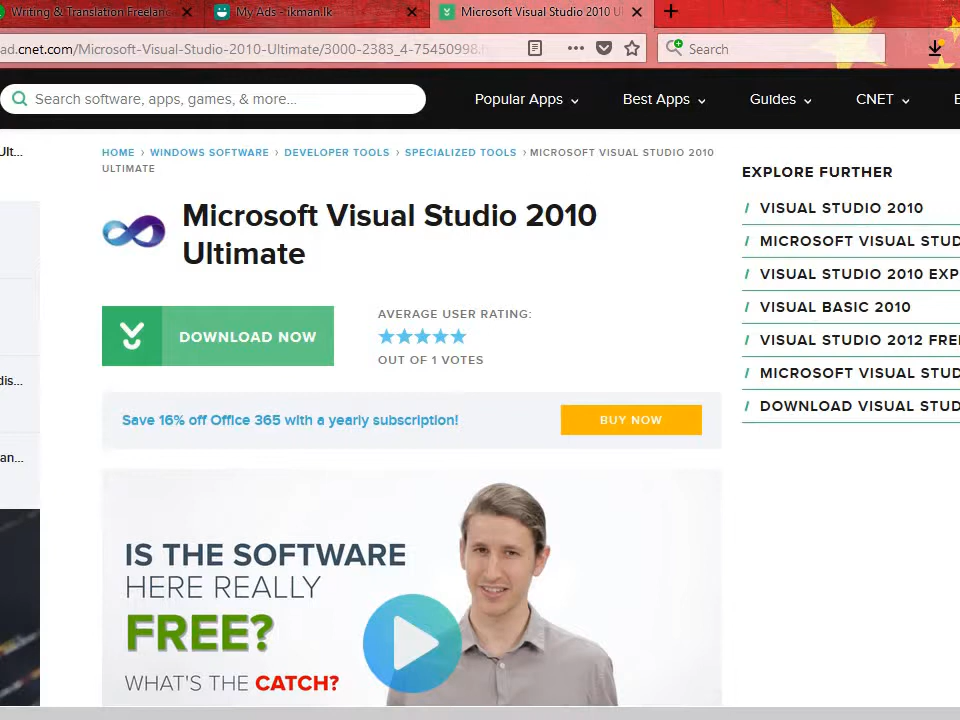 Writing & Translation Freelanc
My Ads - ikman.lk
Microsoft Visual Studio 2010 U
ad.cnet.com/Microsoft-Visual-Studio-2010-Ultimate/3000-2383_4-75450998.h
Search
Search software, apps, games, & more...
Popular Apps
Best Apps
Guides
CNET
E
Ult...
HOME › WINDOWS SOFTWARE › DEVELOPER TOOLS › SPECIALIZED TOOLS › MICROSOFT VISUAL STUDIO 2010
ULTIMATE
Microsoft Visual Studio 2010
Ultimate
DOWNLOAD NOW
AVERAGE USER RATING:
OUT OF 1 VOTES
Save 16% off Office 365 with a yearly subscription!
BUY NOW
dis...
an...
IS THE SOFTWARE
HERE REALLY
FREE?
WHAT'S THE CATCH?
EXPLORE FURTHER
/ VISUAL STUDIO 2010
/ MICROSOFT VISUAL STUD
/ VISUAL STUDIO 2010 EXP
/ VISUAL BASIC 2010
/ VISUAL STUDIO 2012 FREE
/ MICROSOFT VISUAL STUD
/ DOWNLOAD VISUAL STUD